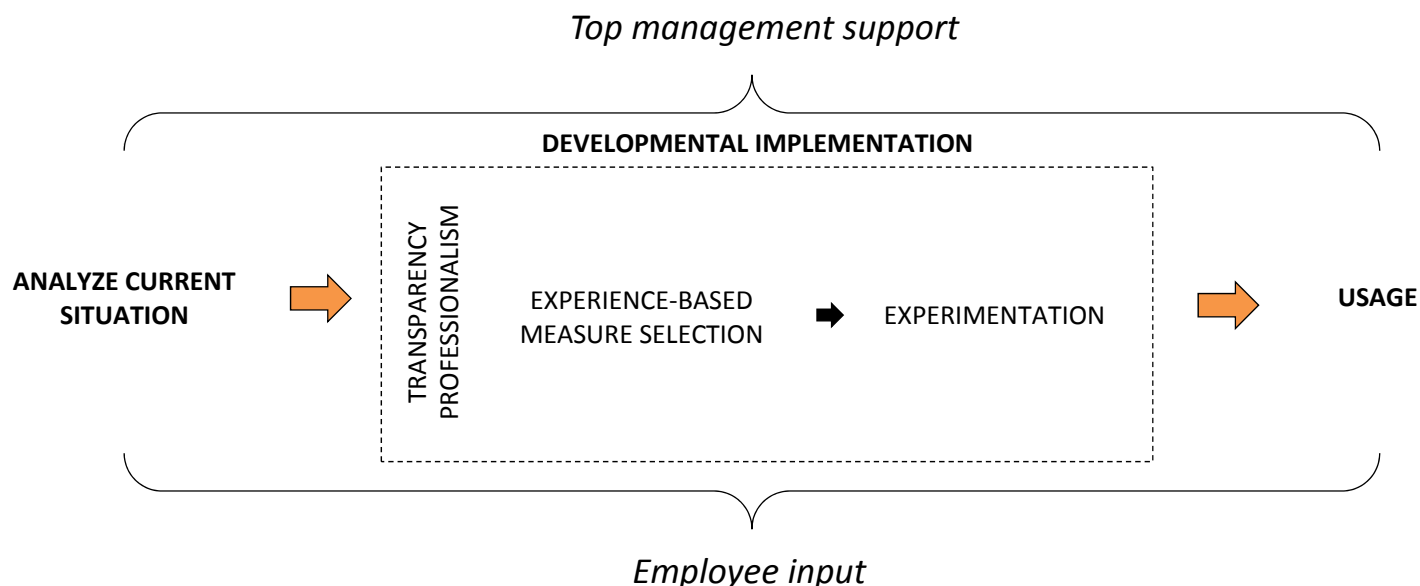 Top management support
DEVELOPMENTAL IMPLEMENTATION
ANALYZE CURRENT
SITUATION
TRANSPARENCY
PROFESSIONALISM
EXPERIENCE-BASED
MEASURE SELECTION
EXPERIMENTATION
USAGE
Employee input